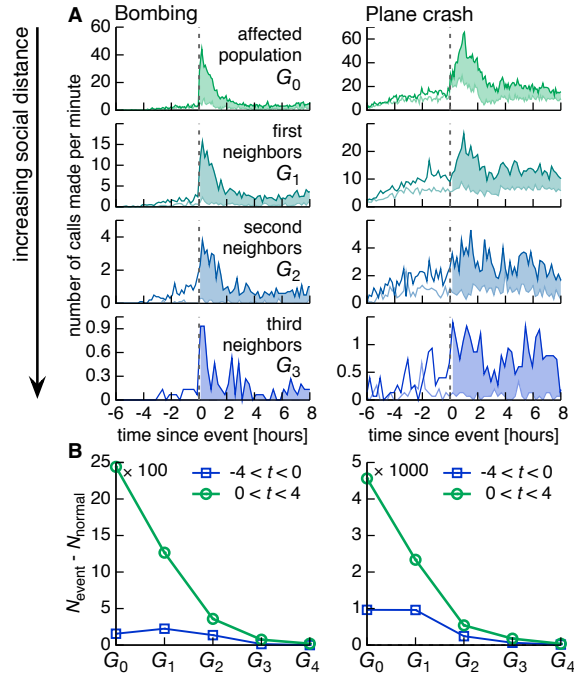 A
Bombing
Plane crash
increasing social distance
number of calls made per minute
60
40
20
0
affected
population
G0
60
40
20
0
10
5
0
first
neighbors
G1
20
10
0
6
4
2
0
second
neighbors
G2
6
4
2
0
0.9
0.6
0.3
0
third
neighbors
G3
1
0.5
0
-6 -4 -2 0 2 4 6 8
-6 -4 -2 0 2 4 6 8
time since event [hours]
time since event [hours]
B
Nevent - Nnormal
25
20
15
10
5
0
× 100
-4 < t < 0
0 < t < 4
G0 G1 G2 G3 G4
5
4
3
2
1
0
× 1000
-4 < t < 0
0 < t < 4
G0 G1 G2 G3 G4